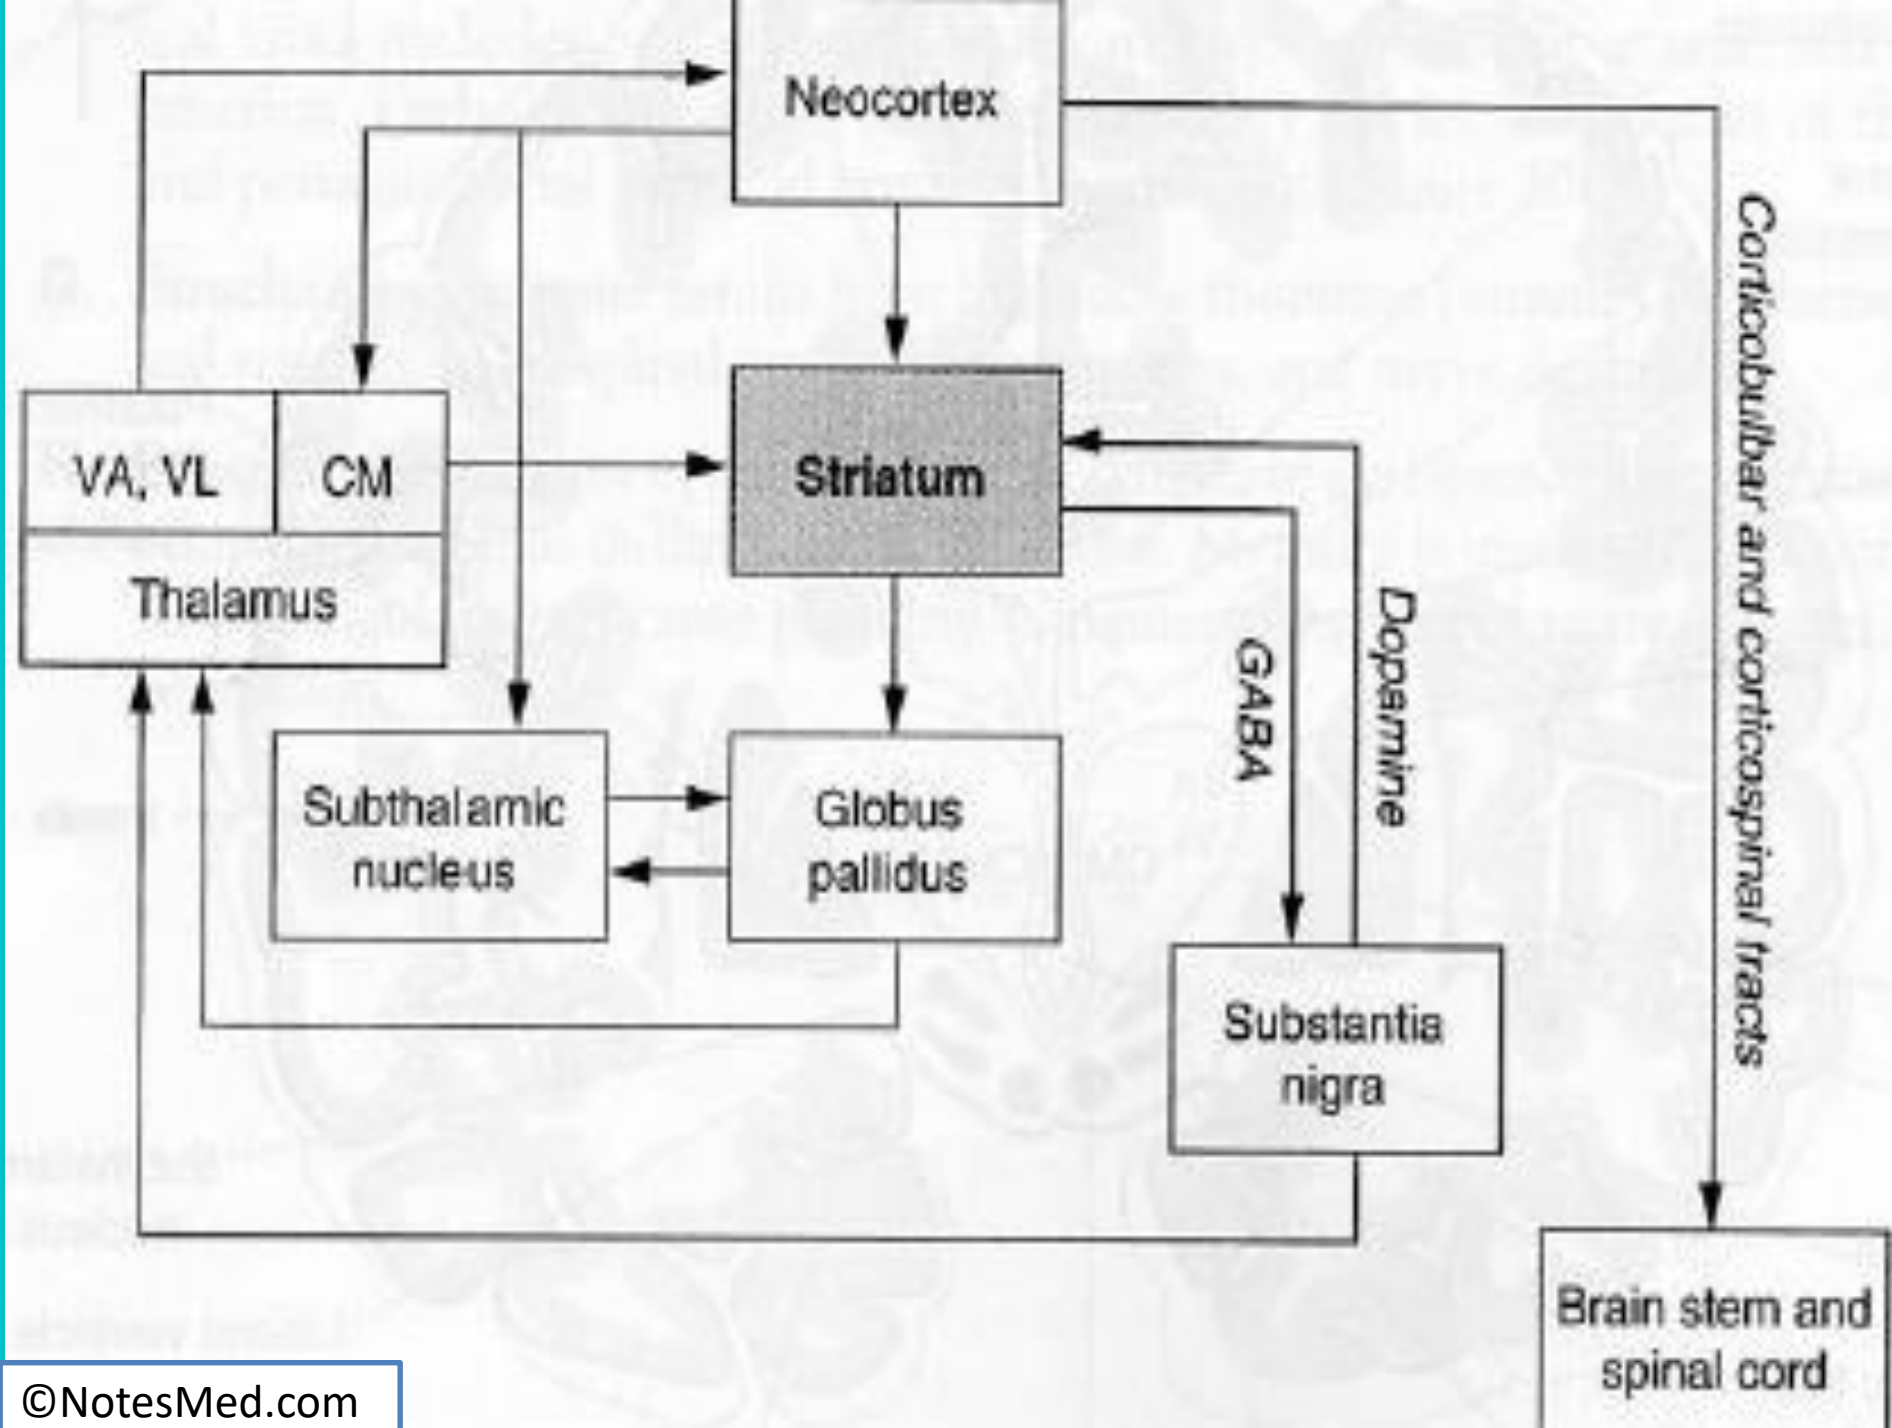 Neocortex
VA, VL
CM
Thalamus
Striatum
Subthalamic
nucleus
Globus
pallidus
GABA
Dopamine
Substantia
nigra
Corticobulbar and corticospinal tracts
Brain stem and
spinal cord
©NotesMed.com